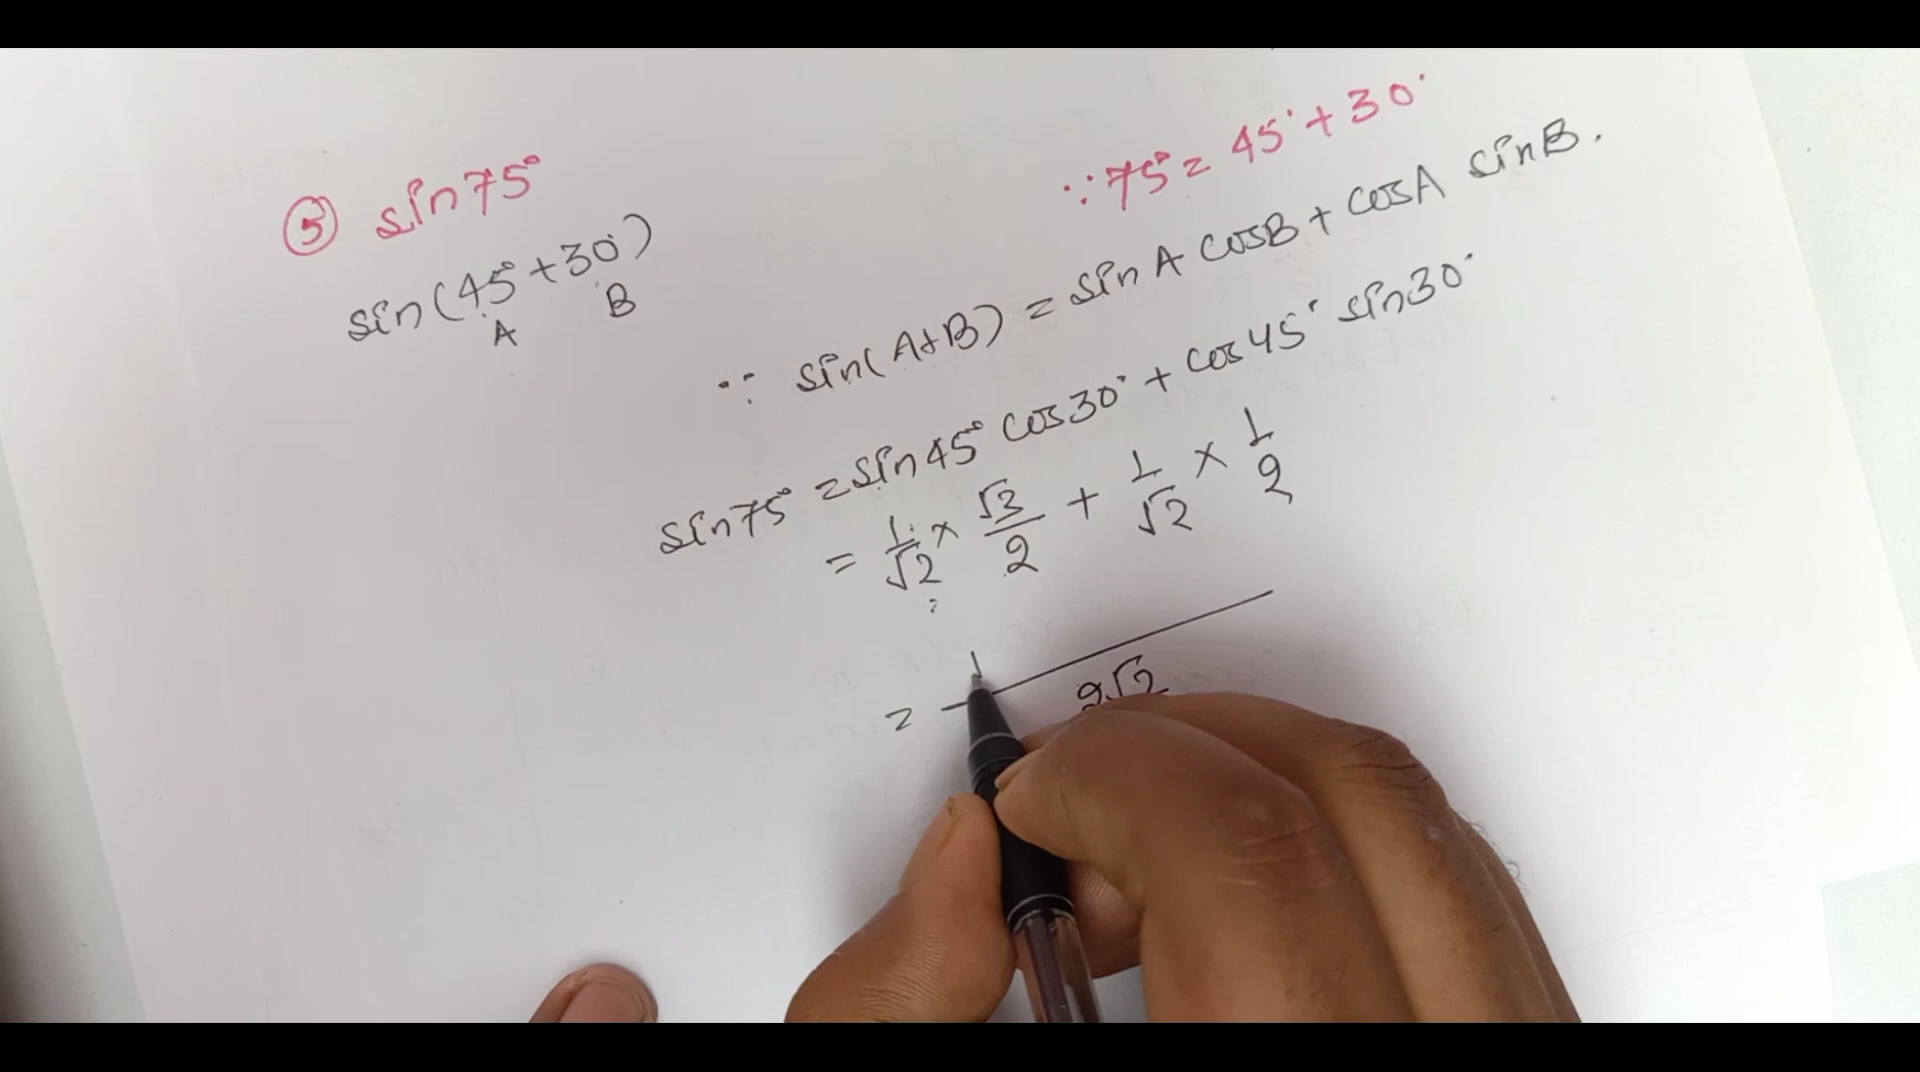 ⑤ sin75°
∵ 75° = 45° + 30°
sin(45° + 30°)
A B
∵ sin(A+B) = sin A cosB + cosA sinB.
sin75° = sin45° cos30° + cos45° sin30°
= 1/√2 × √3/2 + 1/√2 × 1/2
= 1/2√2